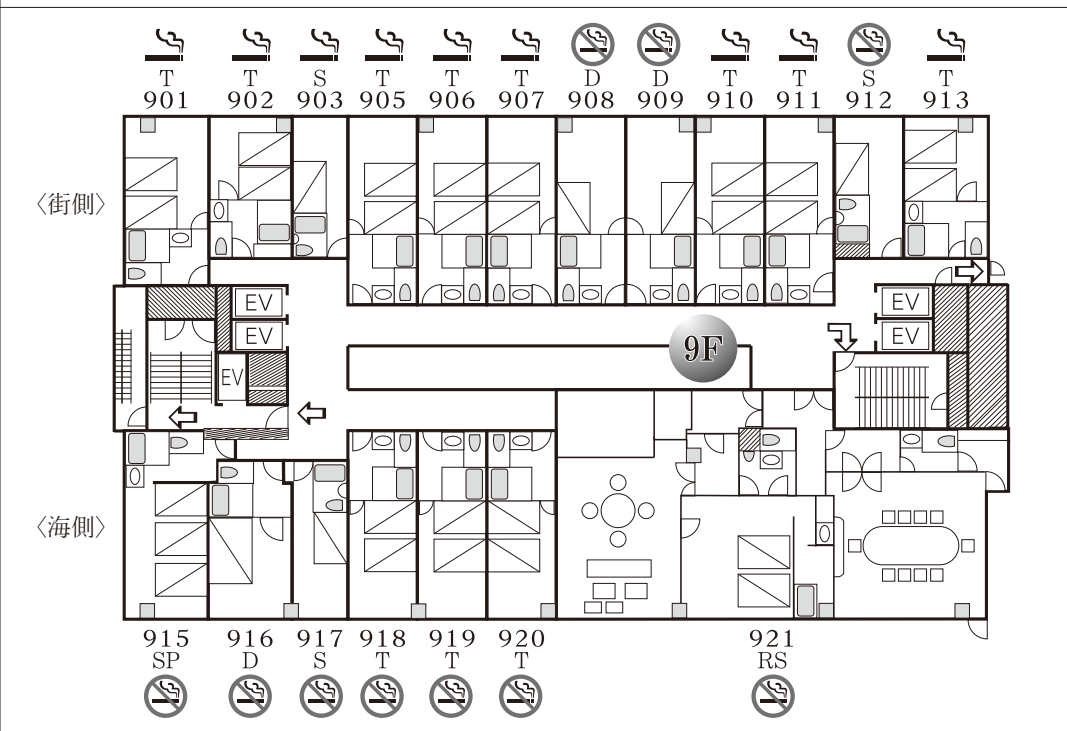 T T S T T T D D T T S T
901 902 903 905 906 907 908 909 910 911 912 913
〈街側〉
EV EV
EV 9F EV
EV
〈海側〉
915 916 917 918 919 920 921
SP D S T T T RS